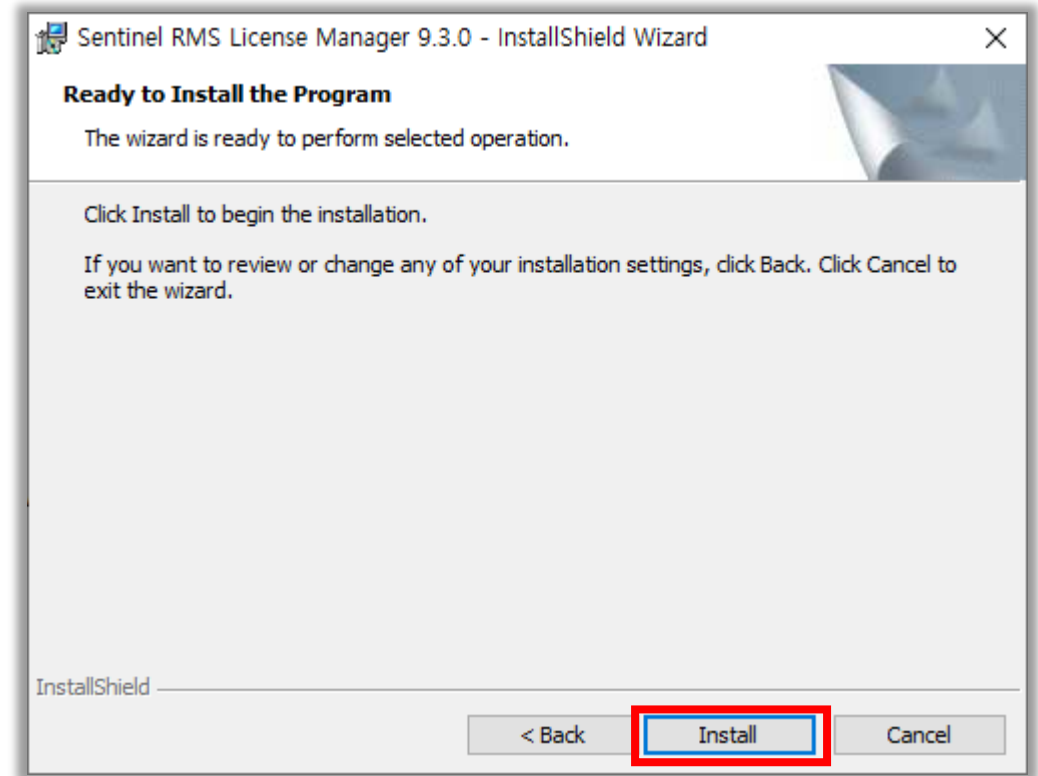 Sentinel RMS License Manager 9.3.0 - InstallShield Wizard
Ready to Install the Program
The wizard is ready to perform selected operation.
Click Install to begin the installation.
If you want to review or change any of your installation settings, click Back. Click Cancel to
exit the wizard.
InstallShield
< Back
Install
Cancel